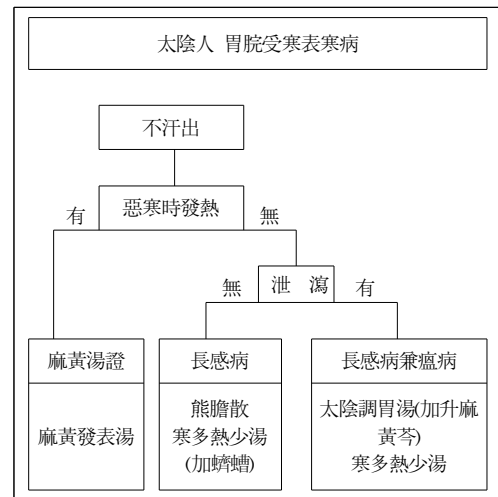 太陰人 胃脘受寒表寒病
不汗出
惡寒時發熱
有
無
泄 瀉
無
有
麻黃湯證
麻黃發表湯
長感病
熊膽散
寒多熱少湯
(加蠐螬)
長感病兼瘟病
太陰調胃湯(加升麻
黃芩)
寒多熱少湯